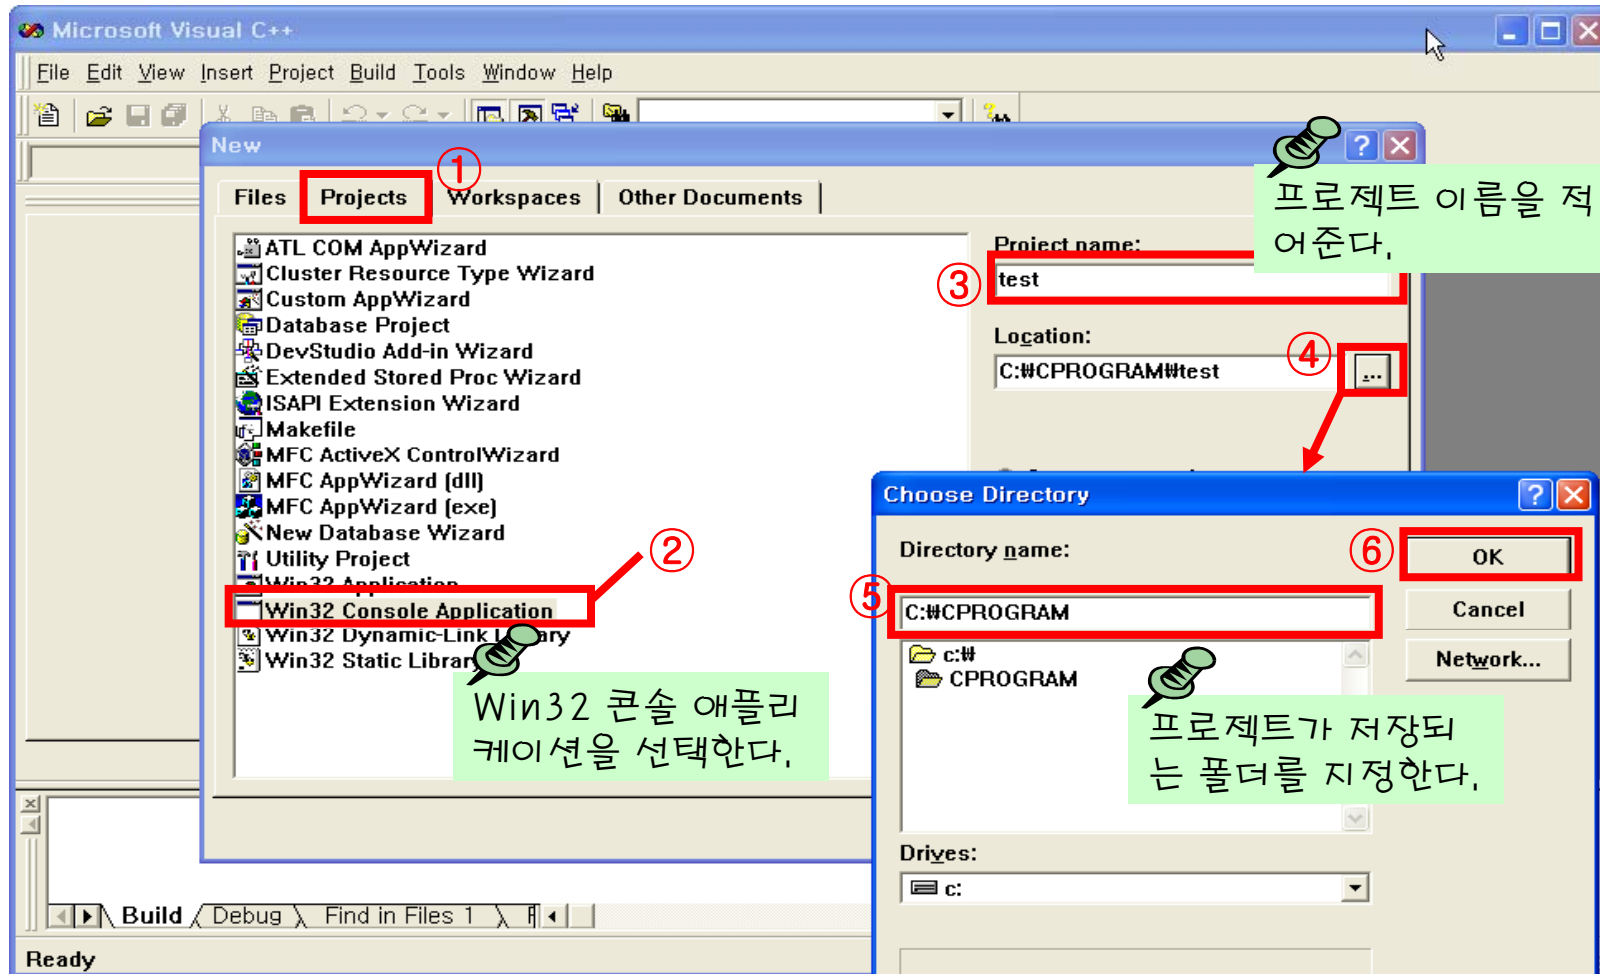 Microsoft Visual C++
File Edit View Insert Project Build Tools Window Help
New
①
Files Projects Workspaces Other Documents
프로젝트 이름을 적
어준다.
ATL COM AppWizard
Cluster Resource Type Wizard
Custom AppWizard
Database Project
DevStudio Add-in Wizard
Extended Stored Proc Wizard
ISAPI Extension Wizard
Makefile
MFC ActiveX ControlWizard
MFC AppWizard (dll)
MFC AppWizard (exe)
New Database Wizard
Utility Project
Win32 Application
Win32 Console Application
Win32 Dynamic-Link Library
Win32 Static Library
②
Win32 콘솔 애플리
케이션을 선택한다.
Project name:
③
test
Location:
④
C:₩CPROGRAM₩test
...
Choose Directory
Directory name:
⑥
OK
⑤
C:₩CPROGRAM
Cancel
c:₩
Network...
CPROGRAM
프로젝트가 저장되
는 폴더를 지정한다.
Drives:
c:
Build Debug Find in Files 1
Ready